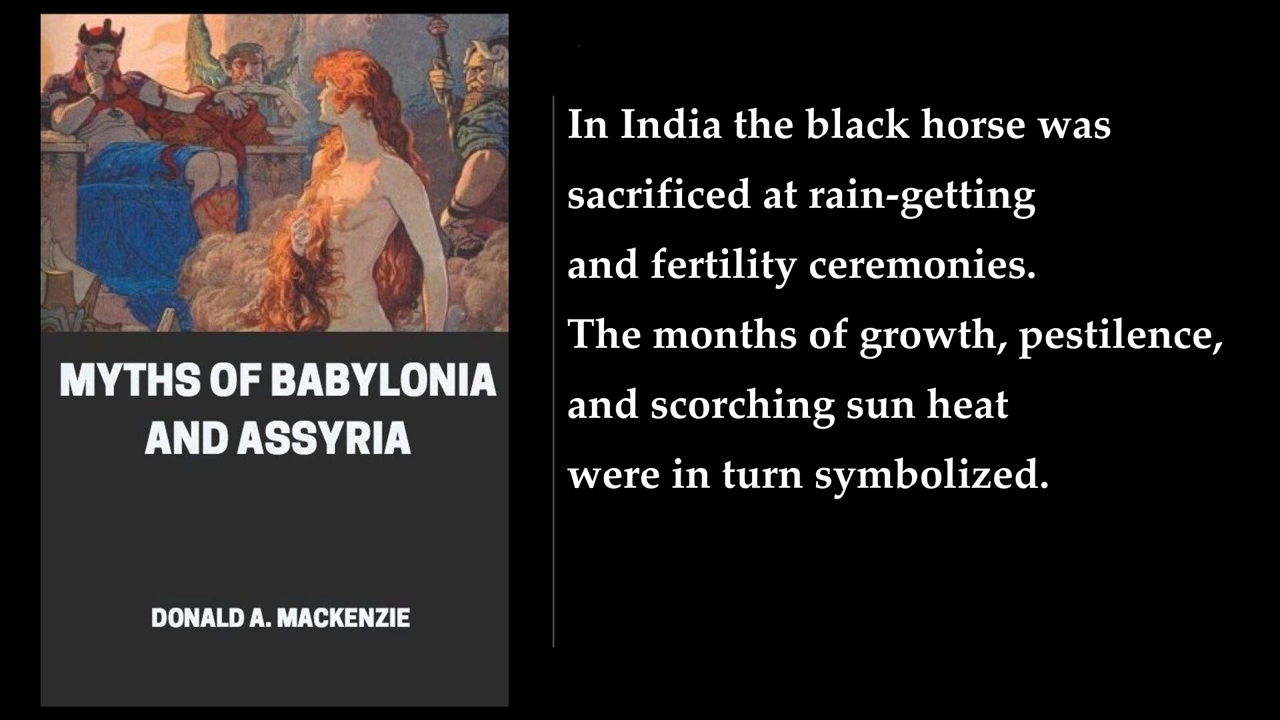 MYTHS OF BABYLONIA
AND ASSYRIA
DONALD A. MACKENZIE
In India the black horse was
sacrificed at rain-getting
and fertility ceremonies.
The months of growth, pestilence,
and scorching sun heat
were in turn symbolized.